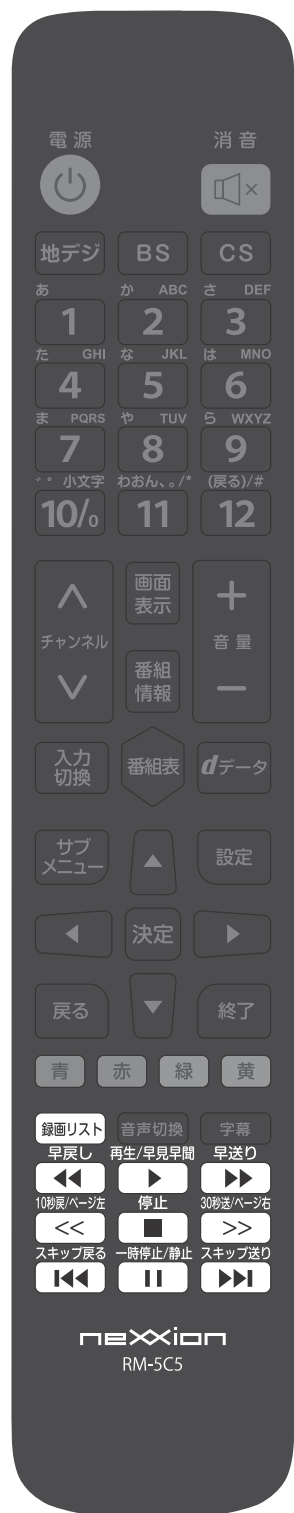 電源 消音
地デジ BS CS
あ か ABC さ DEF
1 2 3
た GHI な JKL は MNO
4 5 6
ま PQRS や TUV ら WXYZ
7 8 9
゛゜小文字 わおん、。/* (戻る)/#
10/0 11 12
画面
表示
チャンネル 音量
番組
情報
入力
切換
番組表 dデータ
サブ
メニュー
設定
決定
戻る 終了
青 赤 緑 黄
録画リスト 音声切換 字幕
早戻し 再生/早見早聞 早送り
10秒戻/ページ左 停止 30秒送/ページ右
<< >>
スキップ戻る 一時停止/静止 スキップ送り
neXXion
RM-5C5